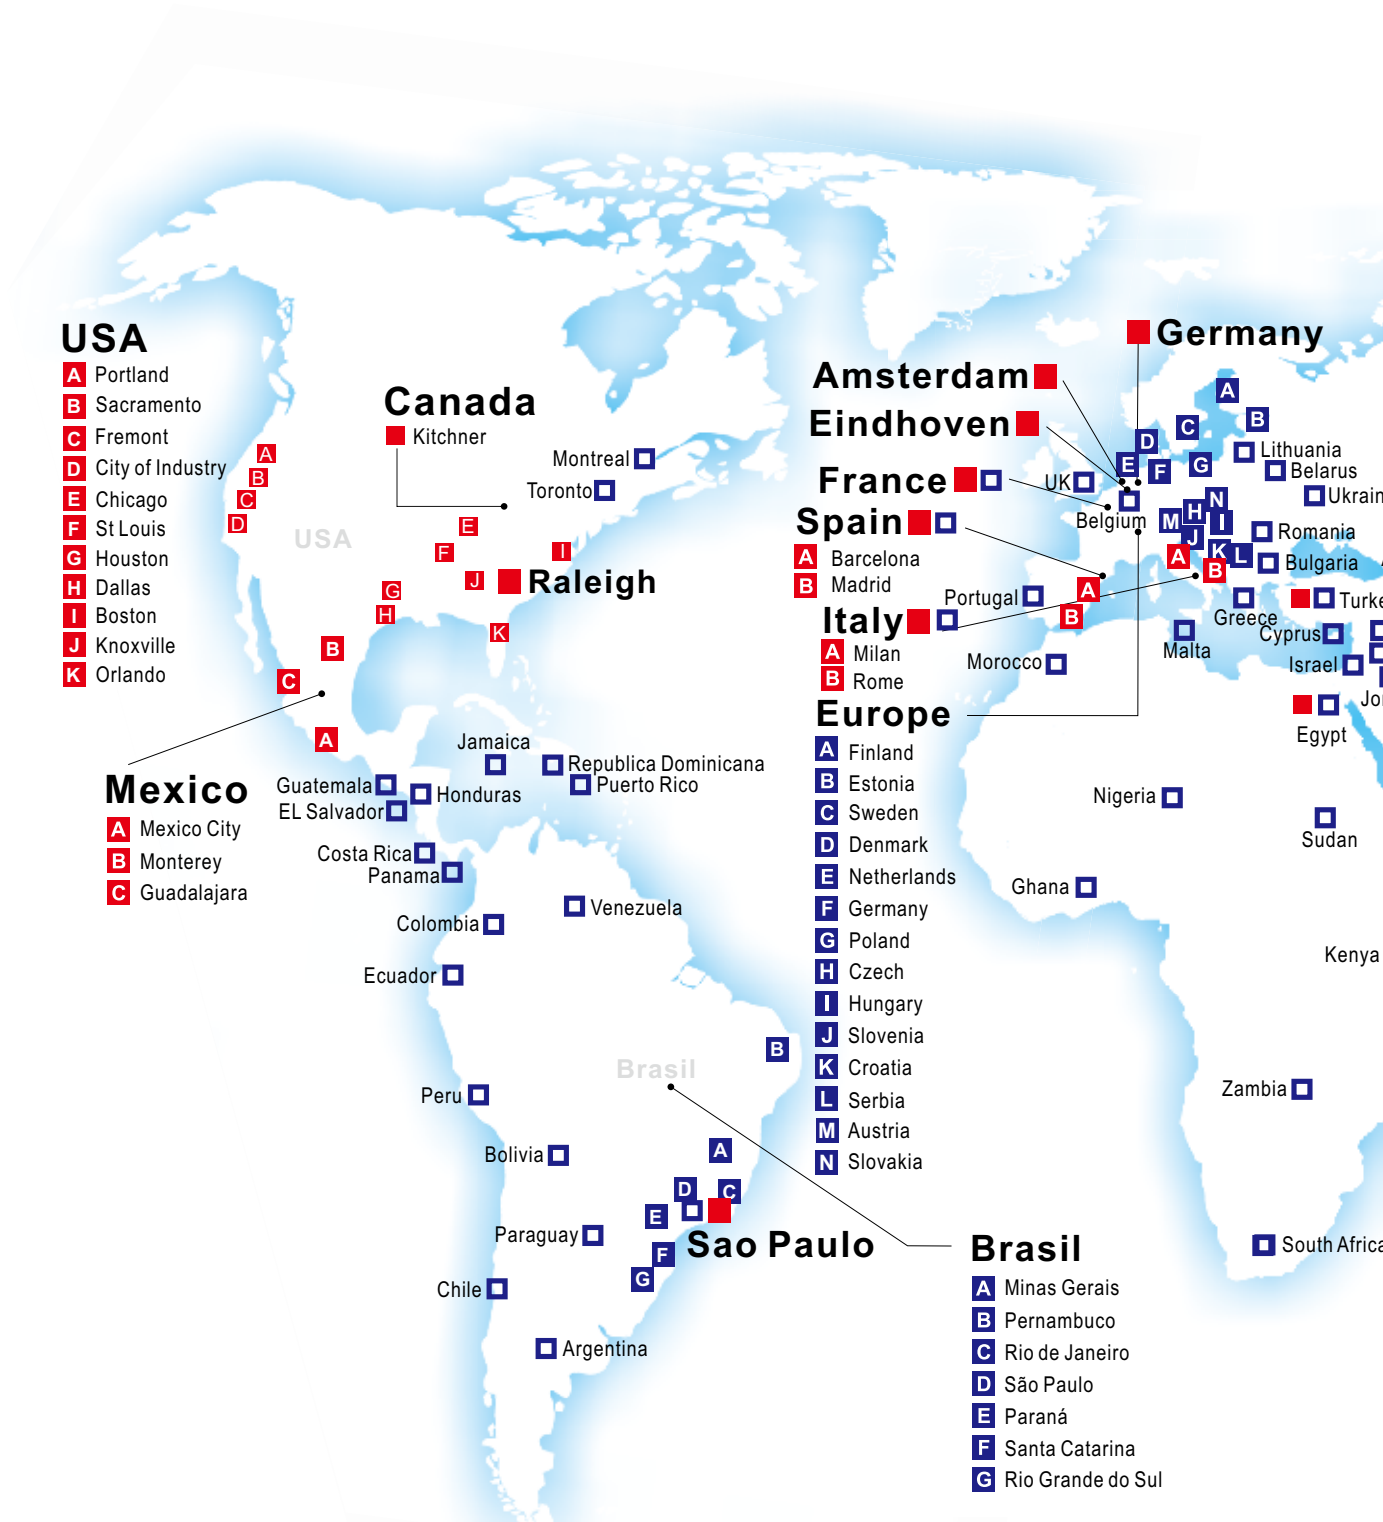 USA
A Portland
B Sacramento
C Fremont
D City of Industry
E Chicago
F St Louis
G Houston
H Dallas
I Boston
J Knoxville
K Orlando
A
B
C
D
USA
E
F
G
H
I
J
K
Raleigh
Canada
Kitchner
Montreal
Toronto
B
C
A
Mexico
A Mexico City
B Monterey
C Guadalajara
Jamaica
Republica Dominicana
Puerto Rico
Guatemala
Honduras
EL Salvador
Costa Rica
Panama
Venezuela
Colombia
Ecuador
Brasil
B
Peru
Bolivia
A
D
C
E
F
G
Sao Paulo
Paraguay
Chile
Argentina
Brasil
A Minas Gerais
B Pernambuco
C Rio de Janeiro
D São Paulo
E Paraná
F Santa Catarina
G Rio Grande do Sul
Germany
Amsterdam
Eindhoven
France
Spain
A Barcelona
B Madrid
Italy
A Milan
B Rome
Europe
A Finland
B Estonia
C Sweden
D Denmark
E Netherlands
F Germany
G Poland
H Czech
I Hungary
J Slovenia
K Croatia
L Serbia
M Austria
N Slovakia
A
B
C
D
E
F
G
Lithuania
Belarus
Ukrain
UK
Belgium
N
H
M
I
J
K
L
Romania
Bulgaria
A
B
A
B
Portugal
Greece
Turke
Cyprus
Malta
Israel
Morocco
Jo
Egypt
Nigeria
Sudan
Ghana
Kenya
Zambia
South Africa